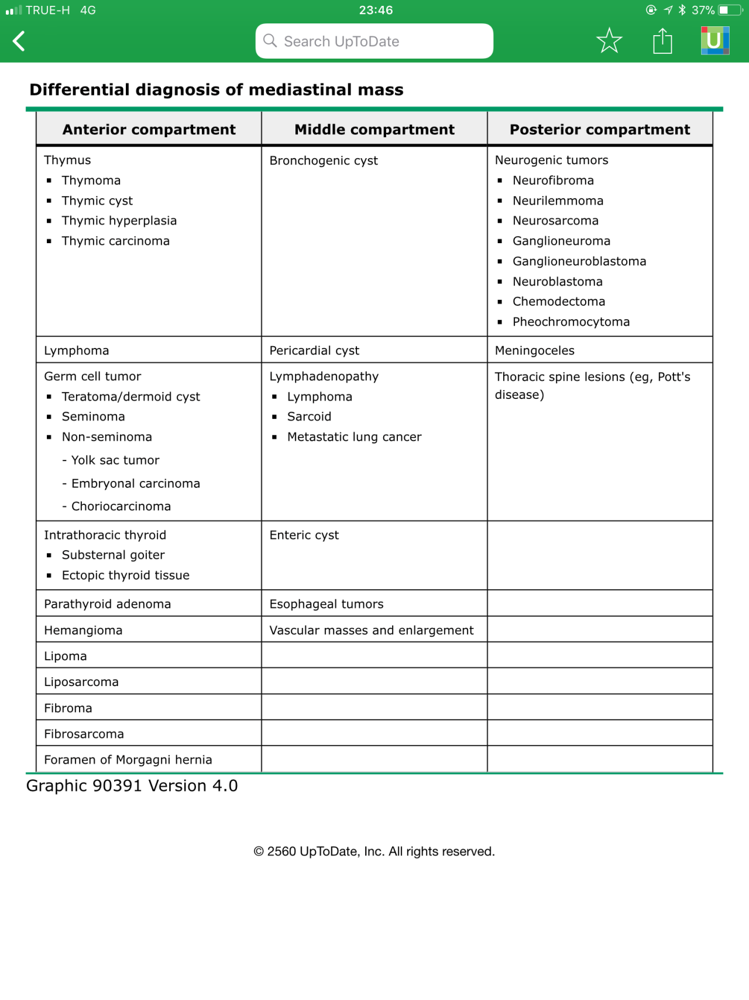 TRUE-H 4G 23:46 37%
Search UpToDate
U
Differential diagnosis of mediastinal mass
Anterior compartment Middle compartment Posterior compartment
Thymus
▪ Thymoma
▪ Thymic cyst
▪ Thymic hyperplasia
▪ Thymic carcinoma
Bronchogenic cyst
Neurogenic tumors
▪ Neurofibroma
▪ Neurilemmoma
▪ Neurosarcoma
▪ Ganglioneuroma
▪ Ganglioneuroblastoma
▪ Neuroblastoma
▪ Chemodectoma
▪ Pheochromocytoma
Lymphoma
Pericardial cyst
Meningoceles
Germ cell tumor
▪ Teratoma/dermoid cyst
▪ Seminoma
▪ Non-seminoma
- Yolk sac tumor
- Embryonal carcinoma
- Choriocarcinoma
Lymphadenopathy
▪ Lymphoma
▪ Sarcoid
▪ Metastatic lung cancer
Thoracic spine lesions (eg, Pott's
disease)
Intrathoracic thyroid
▪ Substernal goiter
▪ Ectopic thyroid tissue
Enteric cyst
Parathyroid adenoma
Esophageal tumors
Hemangioma
Vascular masses and enlargement
Lipoma
Liposarcoma
Fibroma
Fibrosarcoma
Foramen of Morgagni hernia
Graphic 90391 Version 4.0
© 2560 UpToDate, Inc. All rights reserved.